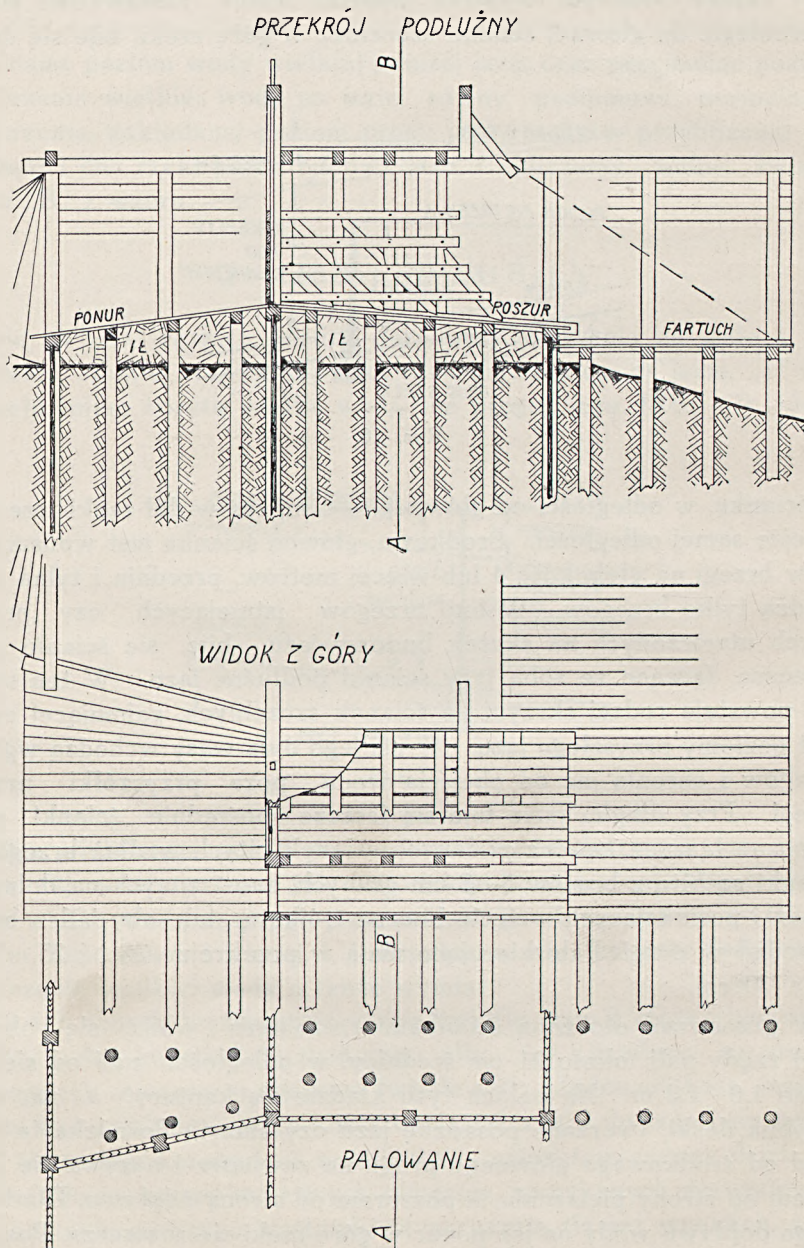 PRZEKRÓJ PODŁUŻNY
B
PONUR
IŁ
IŁ
POSZUR
FARTUCH
A
WIDOK Z GÓRY
B
PALOWANIE
A